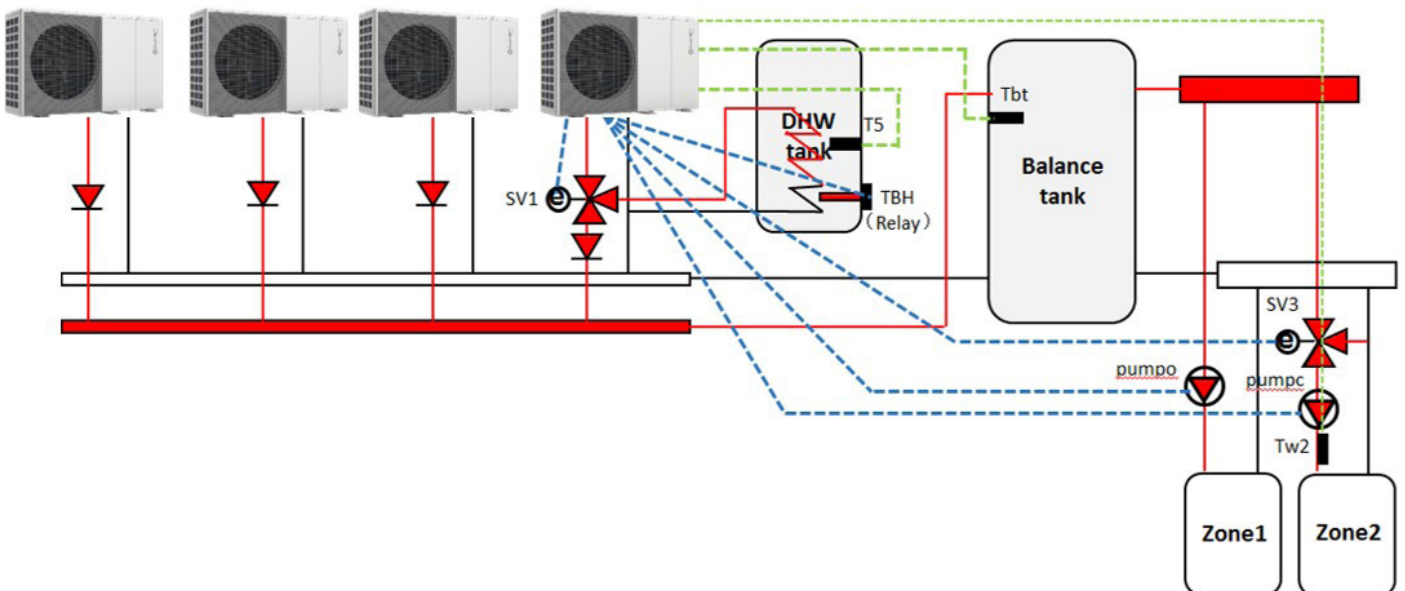 Tbt
DHW
tank
T5
Balance
tank
SV1
e
TBH
（Relay）
SV3
e
pumpo
pumpc
Tw2
Zone1
Zone2